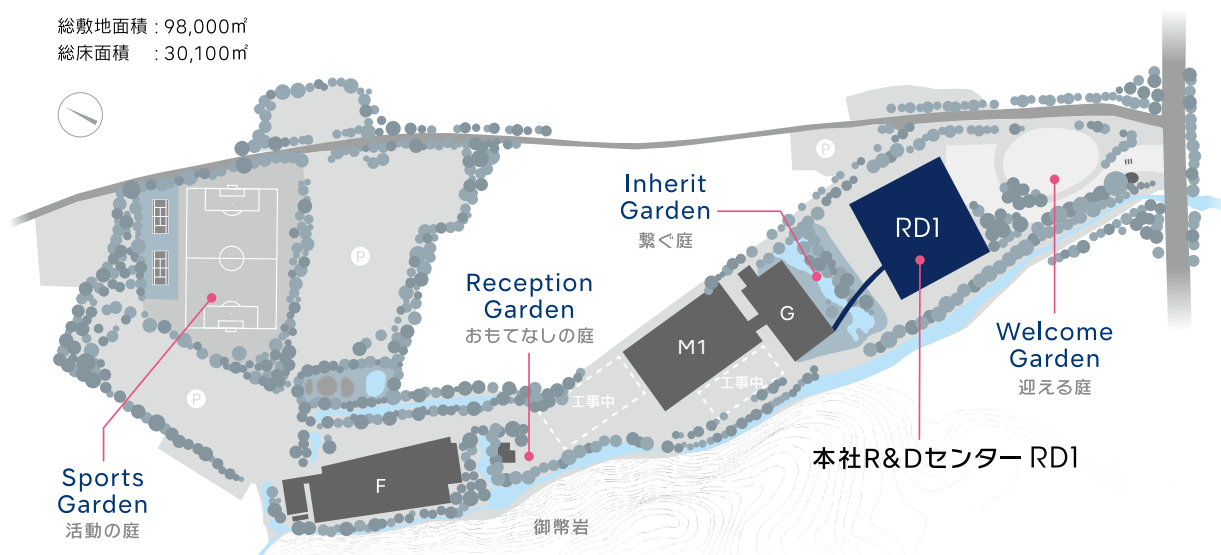 総敷地面積 : 98,000㎡
総床面積 : 30,100㎡
P
Inherit
Garden
繋ぐ庭
RD1
P
Reception
Garden
おもてなしの庭
G
M1
Welcome
Garden
迎える庭
工事中
工事中
P
本社R&Dセンター RD1
Sports
Garden
活動の庭
F
御幣岩